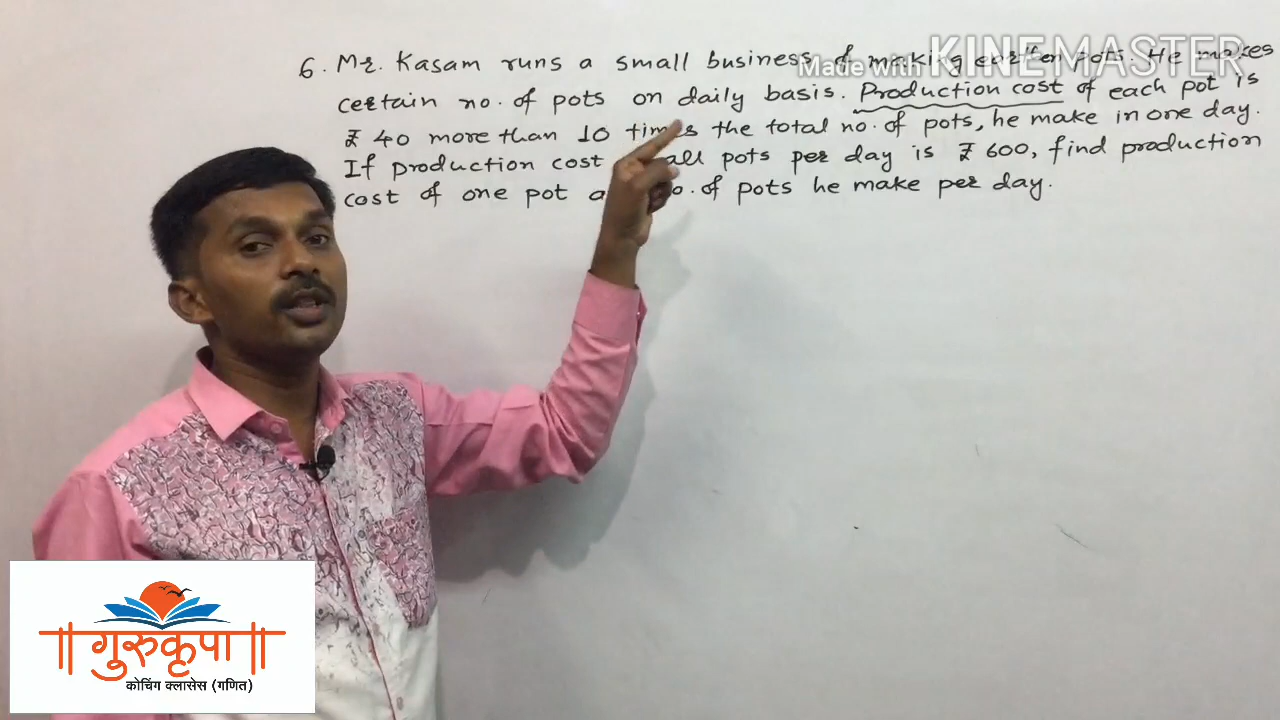 Made with KINEMASTER
6. Mr. Kasam runs a small business of making earthen pots. He makes
certain no. of pots on daily basis. Production cost of each pot is
₹ 40 more than 10 times the total no. of pots, he make in one day.
If production cost all pots per day is ₹ 600, find production
cost of one pot no. of pots he make per day.
|| गुरुकृपा ||
कोचिंग क्लासेस (गणित)